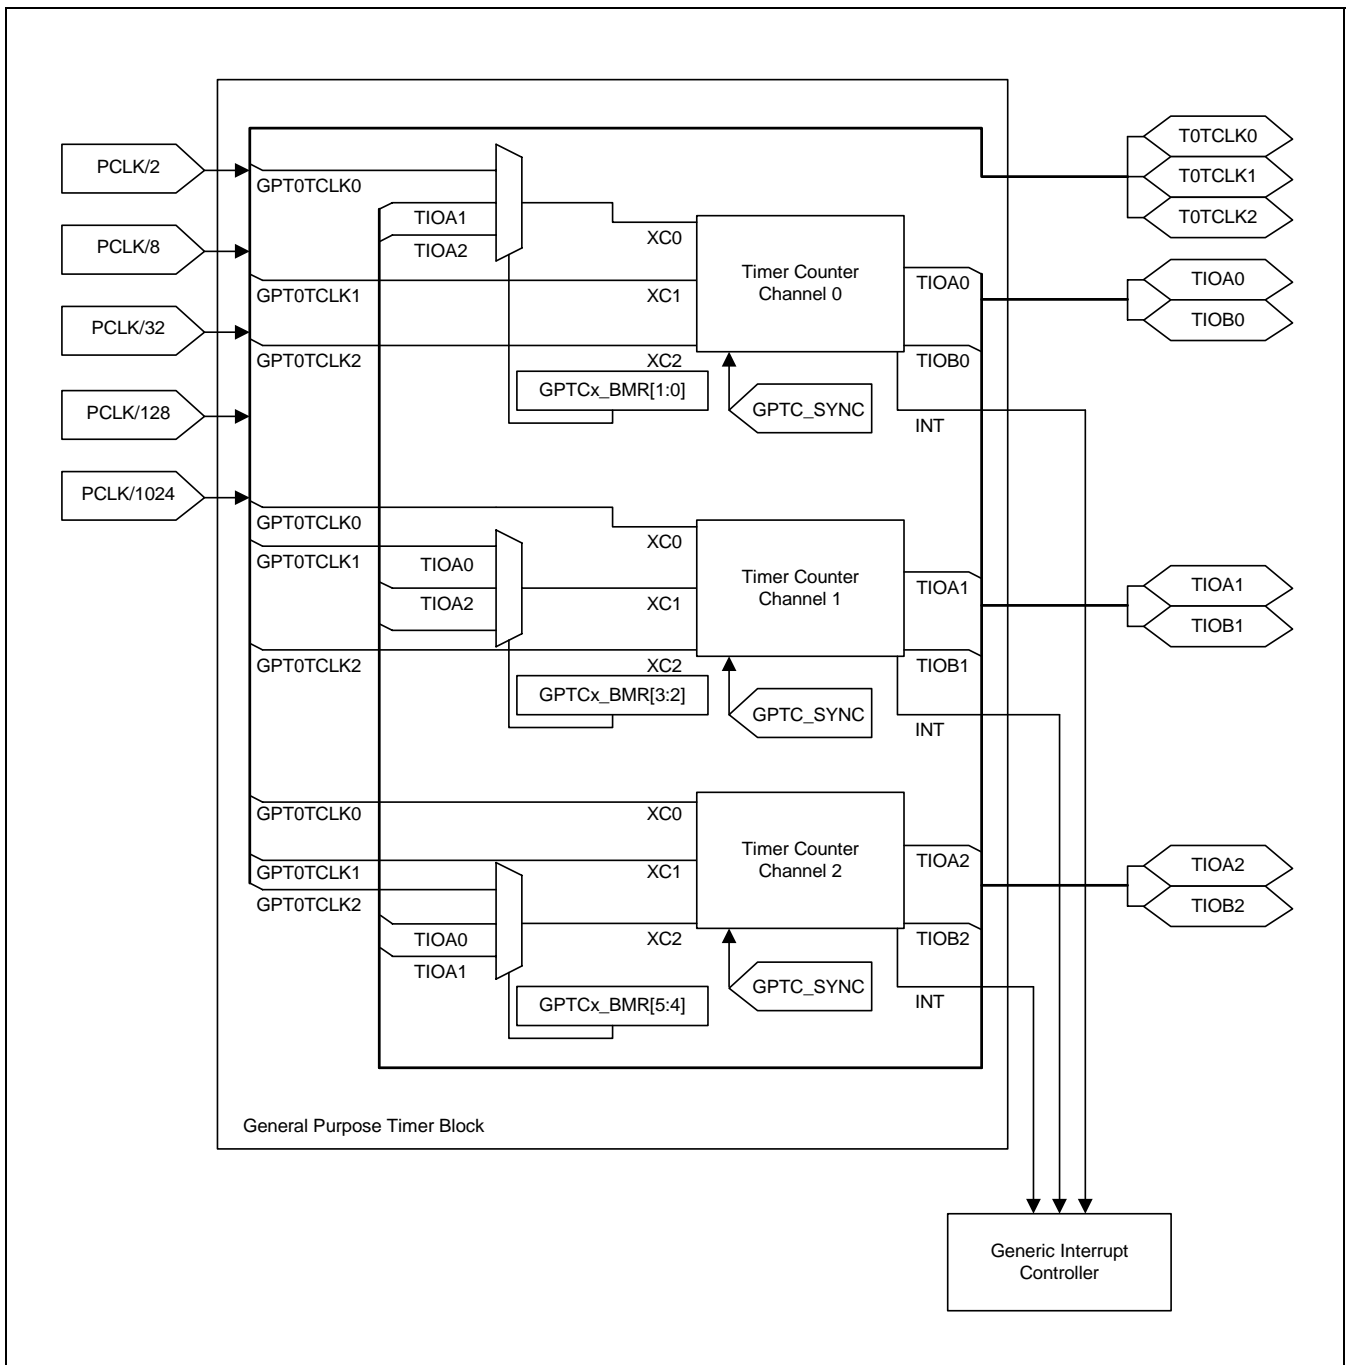 PCLK/2
PCLK/8
PCLK/32
PCLK/128
PCLK/1024
GPT0TCLK0
TIOA1
TIOA2
GPT0TCLK1
GPT0TCLK2
XC0
XC1
XC2
Timer Counter
Channel 0
TIOA0
TIOB0
GPTCx_BMR[1:0]
GPTC_SYNC
INT
GPT0TCLK0
GPT0TCLK1
TIOA0
TIOA2
GPT0TCLK2
XC0
XC1
XC2
Timer Counter
Channel 1
TIOA1
TIOB1
GPTCx_BMR[3:2]
GPTC_SYNC
INT
GPT0TCLK0
GPT0TCLK1
GPT0TCLK2
TIOA0
TIOA1
XC0
XC1
XC2
Timer Counter
Channel 2
TIOA2
TIOB2
GPTCx_BMR[5:4]
GPTC_SYNC
INT
General Purpose Timer Block
T0TCLK0
T0TCLK1
T0TCLK2
TIOA0
TIOB0
TIOA1
TIOB1
TIOA2
TIOB2
Generic Interrupt
Controller